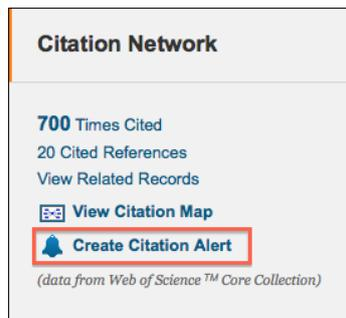 Citation Network
700 Times Cited
20 Cited References
View Related Records
View Citation Map
Create Citation Alert
(data from Web of Science ™ Core Collection)